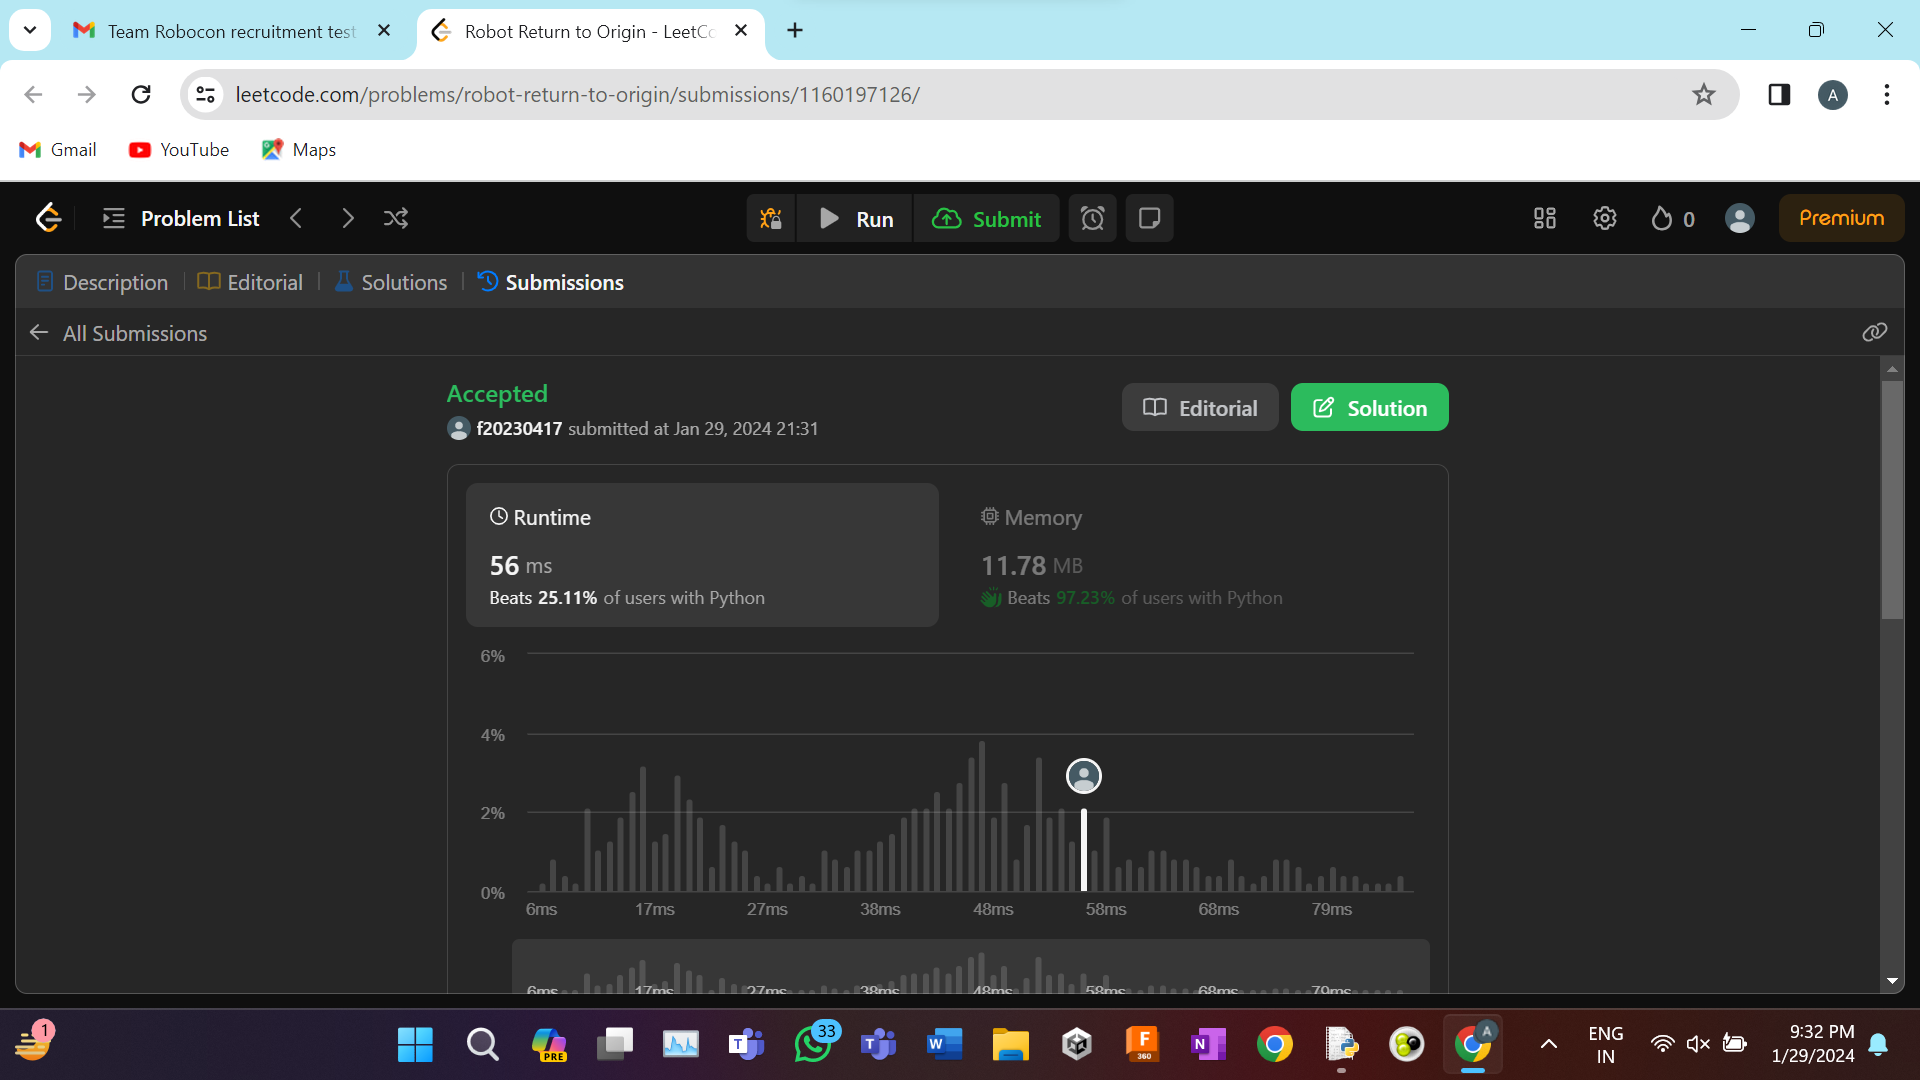 Team Robocon recruitment test
Robot Return to Origin - LeetCo
leetcode.com/problems/robot-return-to-origin/submissions/1160197126/
A
Gmail
YouTube
Maps
Problem List
Run
Submit
0
Premium
Description
Editorial
Solutions
Submissions
All Submissions
Accepted
f20230417 submitted at Jan 29, 2024 21:31
Editorial
Solution
Runtime
56 ms
Beats 25.11% of users with Python
Memory
11.78 MB
Beats 97.23% of users with Python
6%
4%
2%
0%
6ms 17ms 27ms 38ms 48ms 58ms 68ms 79ms
6ms 17ms 27ms 38ms 48ms 58ms 68ms 79ms
1
PRE
T
33
T
W
F
360
N
A
ENG
IN
9:32 PM
1/29/2024